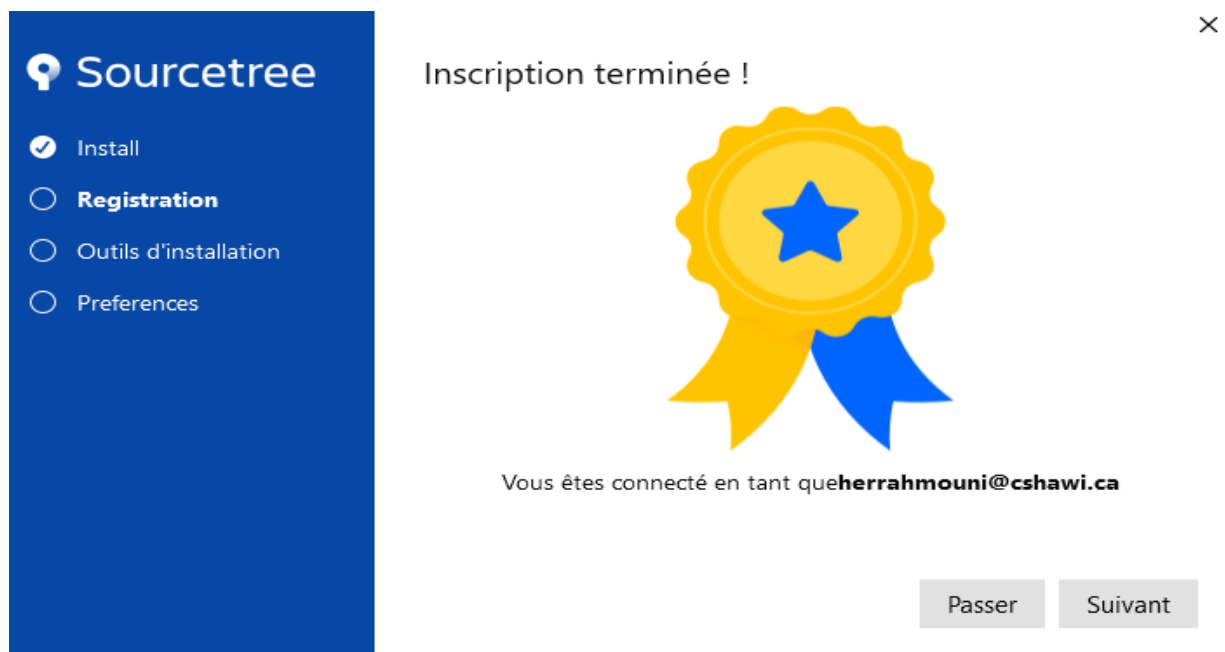 Sourcetree
Install
Registration
Outils d'installation
Preferences
Inscription terminée !
Vous êtes connecté en tant queherrahmouni@cshawi.ca
Passer
Suivant